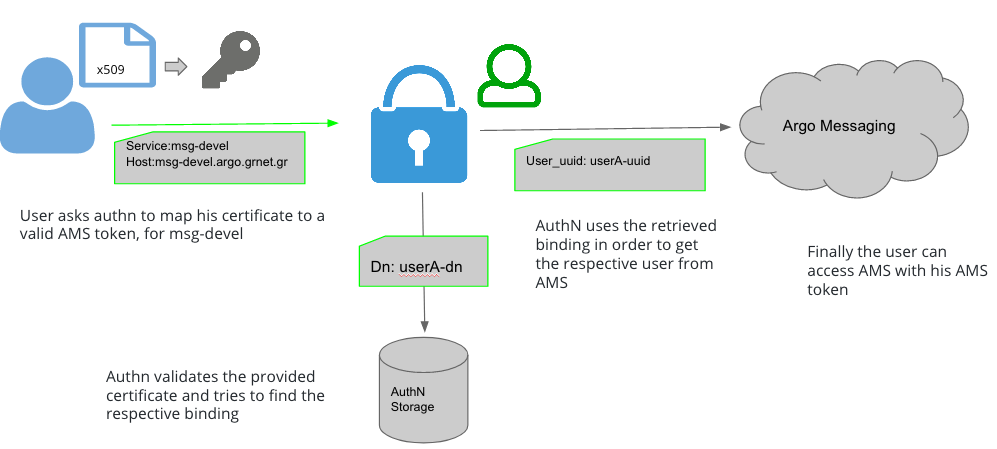 x509
Service:msg-devel
Host:msg-devel.argo.grnet.gr
User_uuid: userA-uuid
Argo Messaging
User asks authn to map his certificate to a
valid AMS token, for msg-devel
AuthN uses the retrieved
binding in order to get
the respective user from
AMS
Finally the user can
access AMS with his AMS
token
Dn: userA-dn
Authn validates the provided
certificate and tries to find the
respective binding
AuthN
Storage